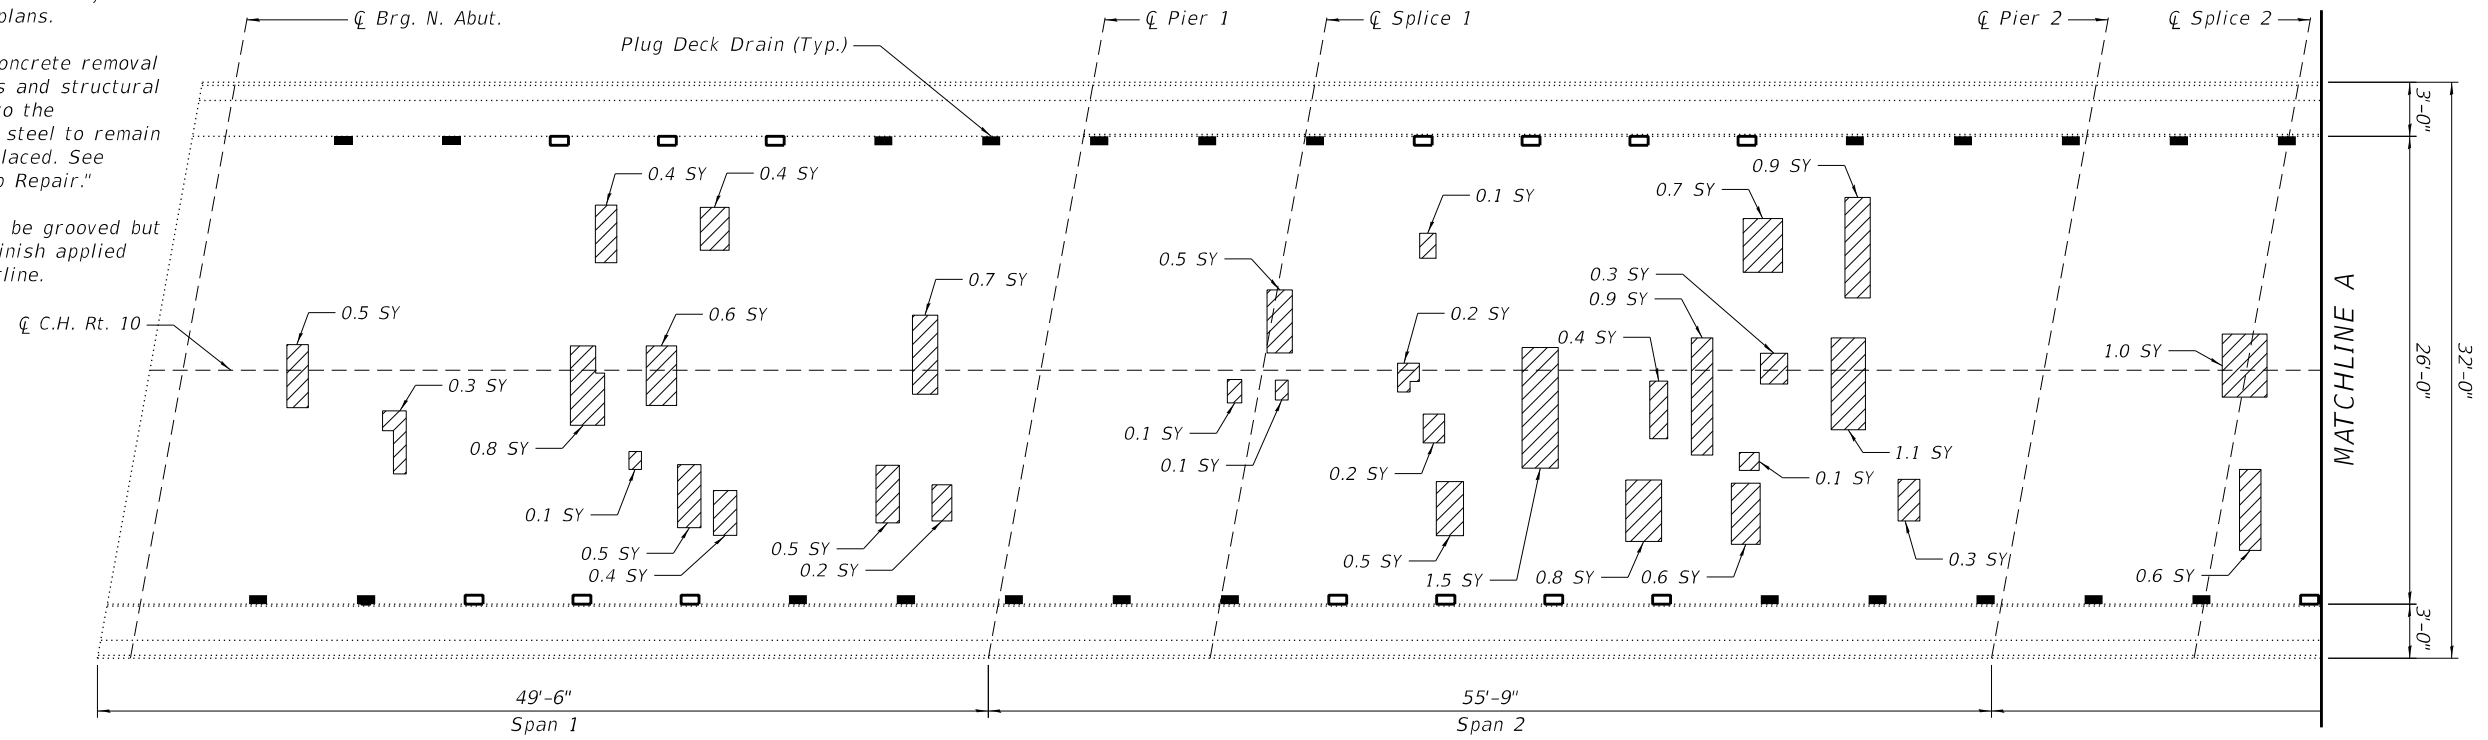 plans.
oncrete removal
s and structural
to the
steel to remain
laced. See
Repair."
be grooved but
inish applied
rline.
℄ Brg. N. Abut.
Plug Deck Drain (Typ.)
℄ Pier 1
℄ Splice 1
℄ Pier 2
℄ Splice 2
℄ C.H. Rt. 10
0.4 SY
0.4 SY
0.5 SY
0.6 SY
0.7 SY
0.3 SY
0.8 SY
0.1 SY
0.5 SY
0.4 SY
0.5 SY
0.2 SY
0.1 SY
0.5 SY
0.2 SY
0.1 SY
0.1 SY
0.2 SY
0.5 SY
1.5 SY
0.9 SY
0.7 SY
0.3 SY
0.9 SY
0.4 SY
1.1 SY
0.1 SY
0.8 SY
0.6 SY
0.3 SY
1.0 SY
0.6 SY
MATCHLINE A
3'-0"
26'-0"
32'-0"
3'-0"
49'-6"
Span 1
55'-9"
Span 2